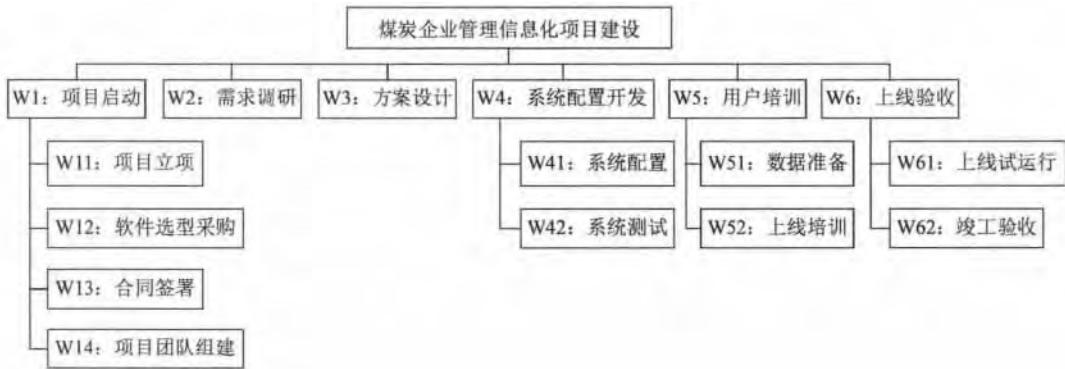 煤炭企业管理信息化项目建设
W1：项目启动
W2：需求调研
W3：方案设计
W4：系统配置开发
W5：用户培训
W6：上线验收
W11：项目立项
W12：软件选型采购
W13：合同签署
W14：项目团队组建
W41：系统配置
W42：系统测试
W51：数据准备
W52：上线培训
W61：上线试运行
W62：竣工验收